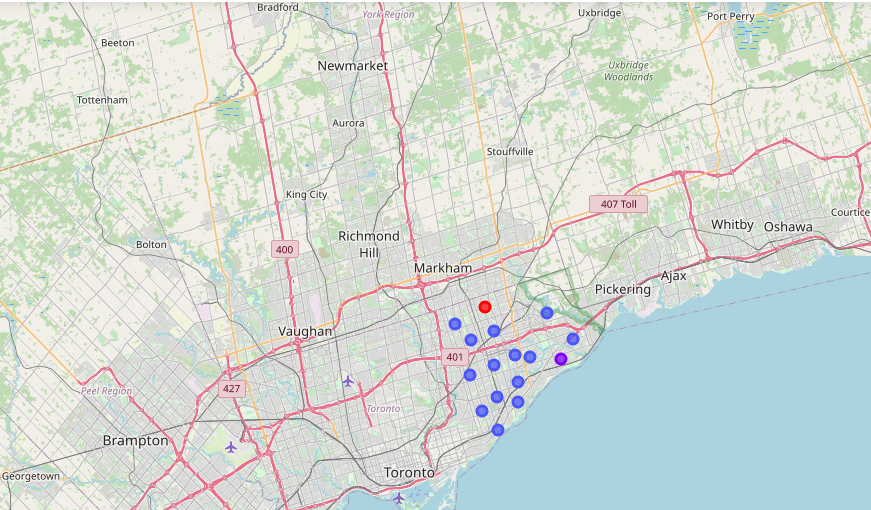 Bradford
York Region
Uxbridge
Port Perry
Beeton
Newmarket
Uxbridge
Woodlands
Tottenham
Aurora
Stouffville
King City
407 Toll
Courtice
Whitby
Oshawa
Bolton
400
Richmond
Hill
Markham
Ajax
Pickering
Vaughan
401
427
Peel Region
Toronto
Brampton
Toronto
Georgetown